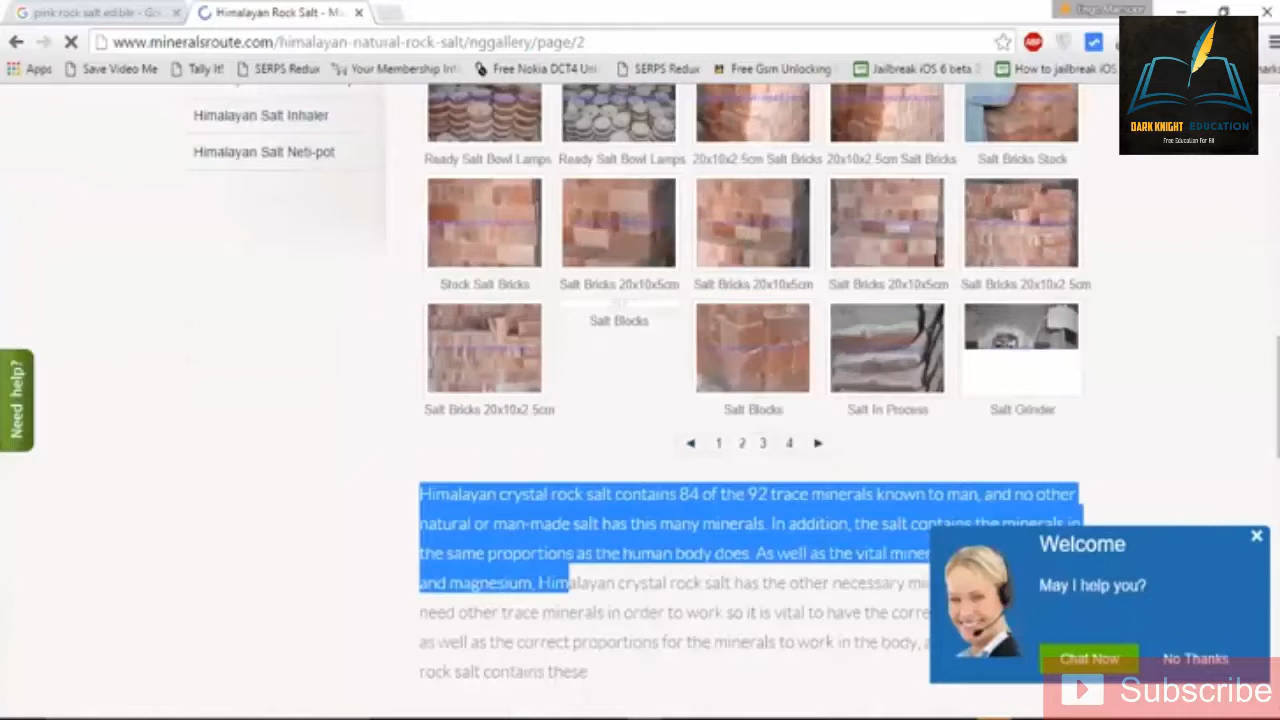 pink rock salt edible - Go
Himalayan Rock Salt - M
www.mineralsroute.com/himalayan-natural-rock-salt/nggallery/page/2
ABP
Apps
Save Video Me
Tally It!
SERPS Redux
Your Membership Int
Free Nokia DCT4 Unl
SERPS Redux
Free Gsm Unlocking
Jailbreak iOS 6 beta
How to jailbreak iOS
DARK KNIGHT EDUCATION
Free Education For All
Himalayan Salt Inhaler
Himalayan Salt Neti-pot
Ready Salt Bowl Lamps
Ready Salt Bowl Lamps
20x10x2.5cm Salt Bricks
20x10x2.5cm Salt Bricks
Salt Bricks Stock
Stock Salt Bricks
Salt Bricks 20x10x5cm
Salt Bricks 20x10x5cm
Salt Bricks 20x10x5cm
Salt Bricks 20x10x2.5cm
Salt Bricks 20x10x2.5cm
Salt Blocks
Salt Blocks
Salt In Process
Salt Grinder
◄ 1 2 3 4 ►
Need help?
Himalayan crystal rock salt contains 84 of the 92 trace minerals known to man, and no other
natural or man-made salt has this many minerals. In addition, the salt contains the minerals in
the same proportions as the human body does. As well as the vital miner
and magnesium, Himalayan crystal rock salt has the other necessary mi
need other trace minerals in order to work so it is vital to have the corre
as well as the correct proportions for the minerals to work in the body, a
rock salt contains these
Welcome
May I help you?
Chat Now
No Thanks
Subscribe